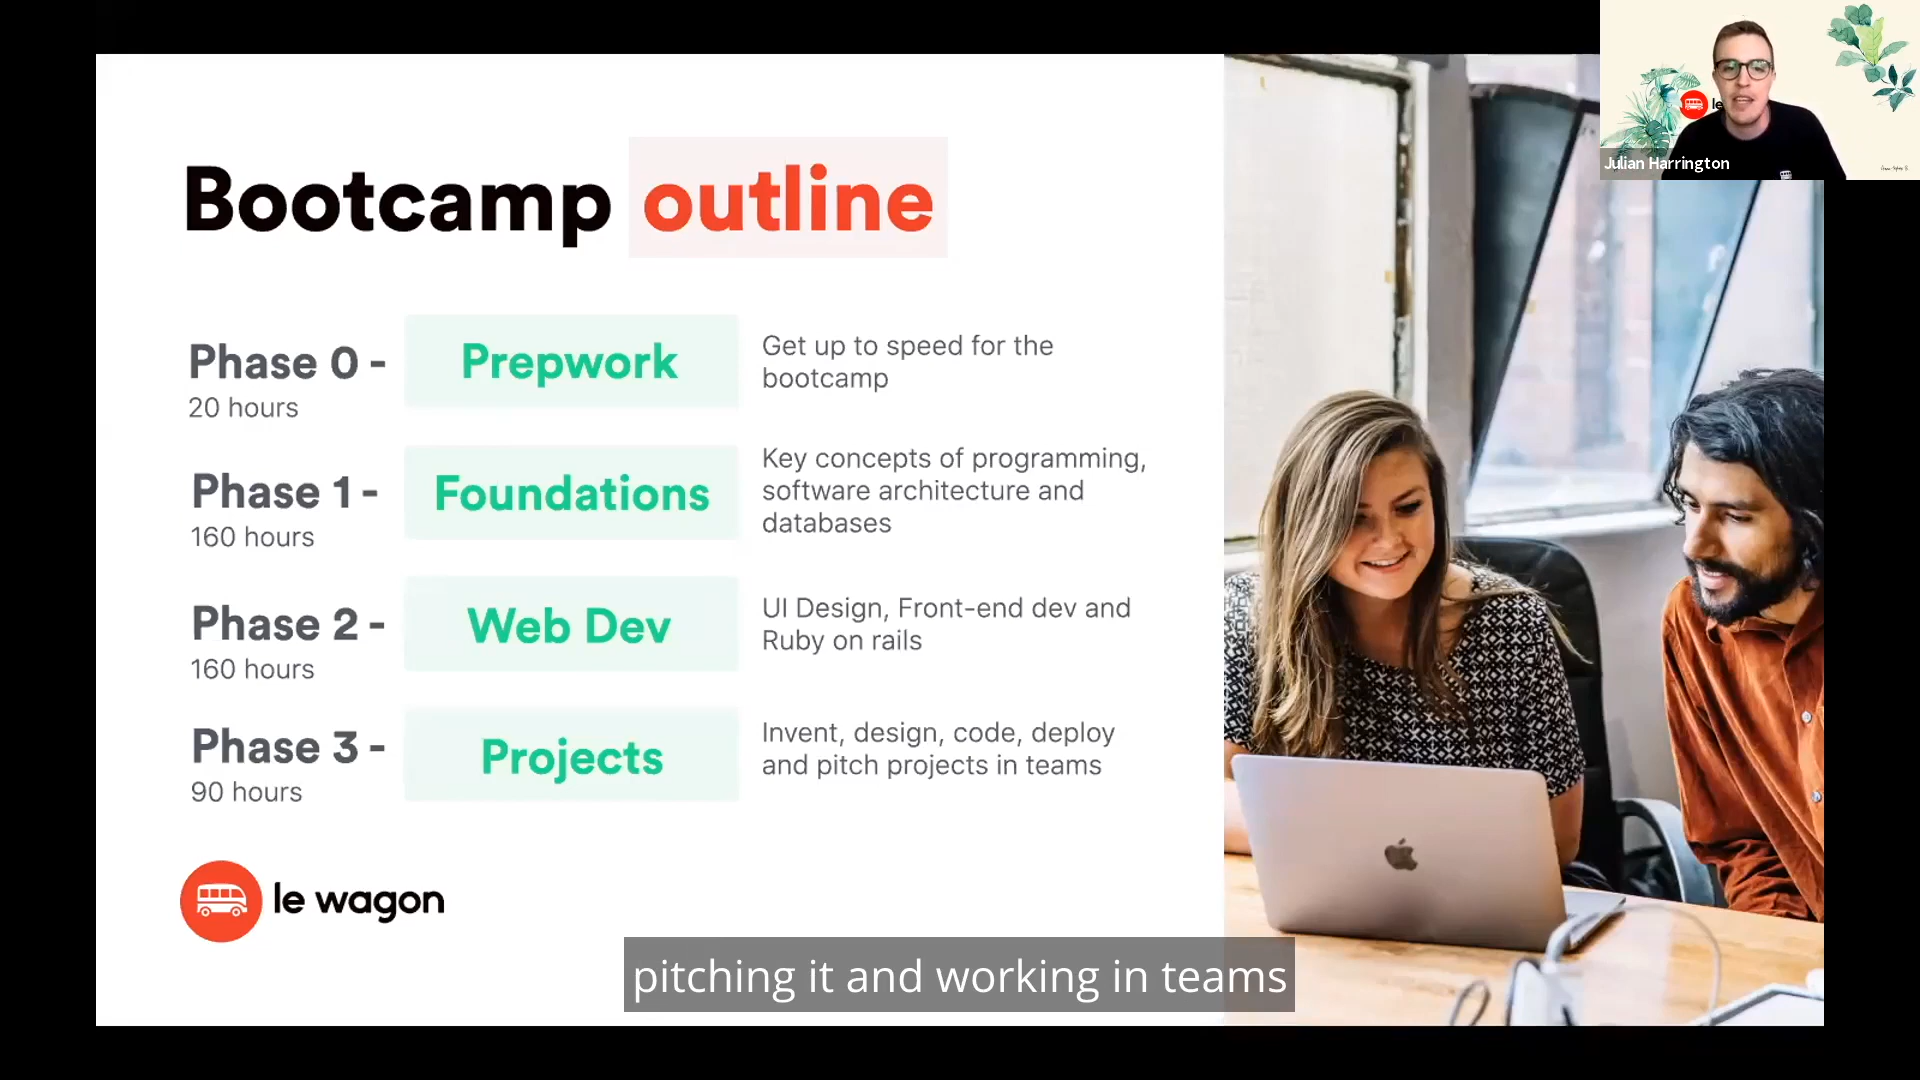 le
Julian Harrington
Bootcamp outline
Phase 0 -
20 hours
Prepwork
Get up to speed for the
bootcamp
Phase 1 -
160 hours
Foundations
Key concepts of programming,
software architecture and
databases
Phase 2 -
160 hours
Web Dev
UI Design, Front-end dev and
Ruby on rails
Phase 3 -
90 hours
Projects
Invent, design, code, deploy
and pitch projects in teams
le wagon
pitching it and working in teams